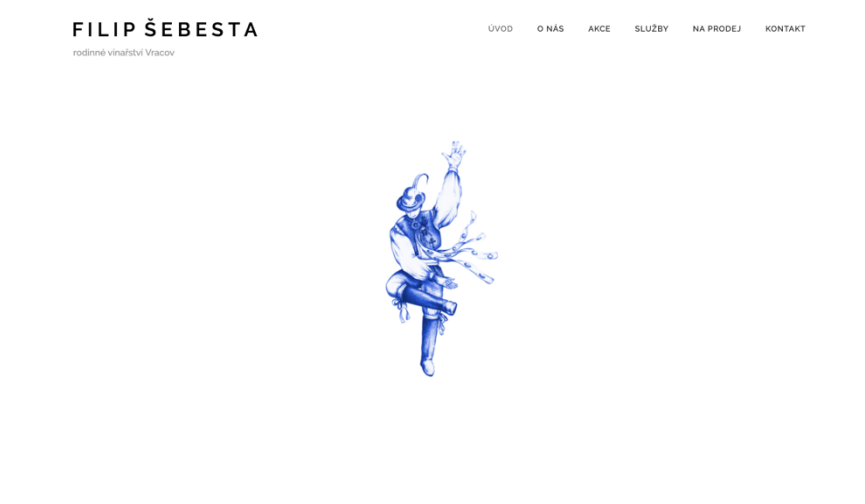 FILIP ŠEBESTA
rodinné vinařství Vracov
ÚVOD
O NÁS
AKCE
SLUŽBY
NA PRODEJ
KONTAKT